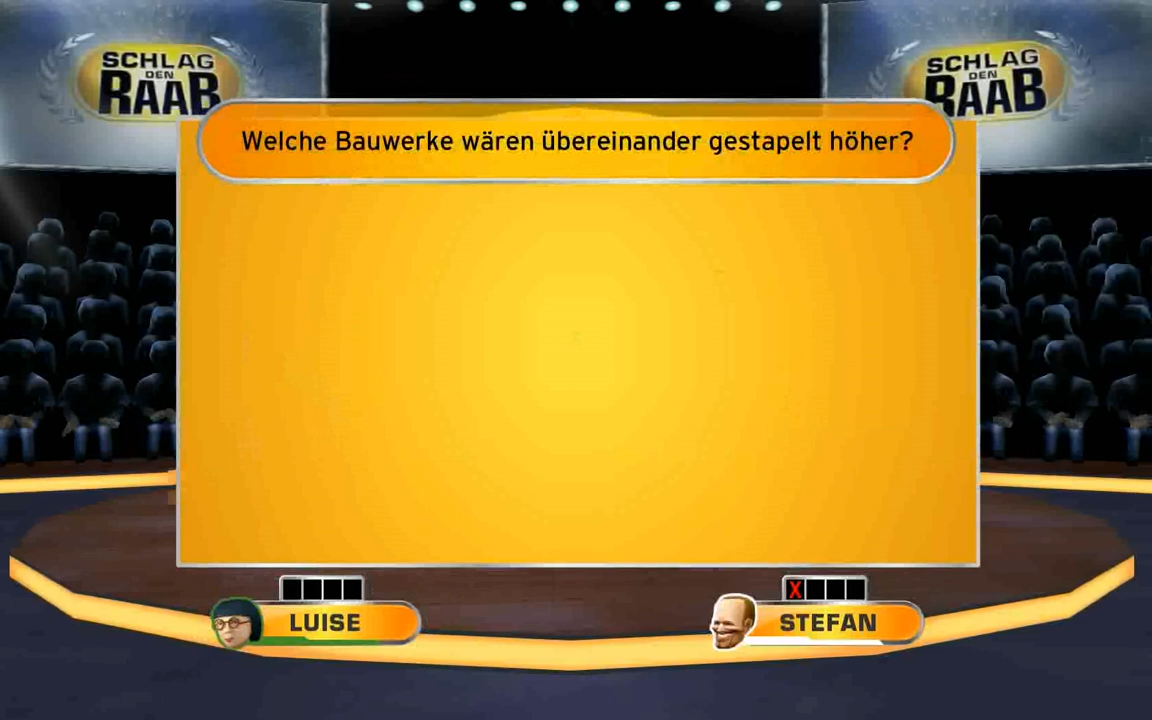 SCHLAG
DEN
RAAB
SCHLAG
DEN
RAAB
Welche Bauwerke wären übereinander gestapelt höher?
X
LUISE
STEFAN